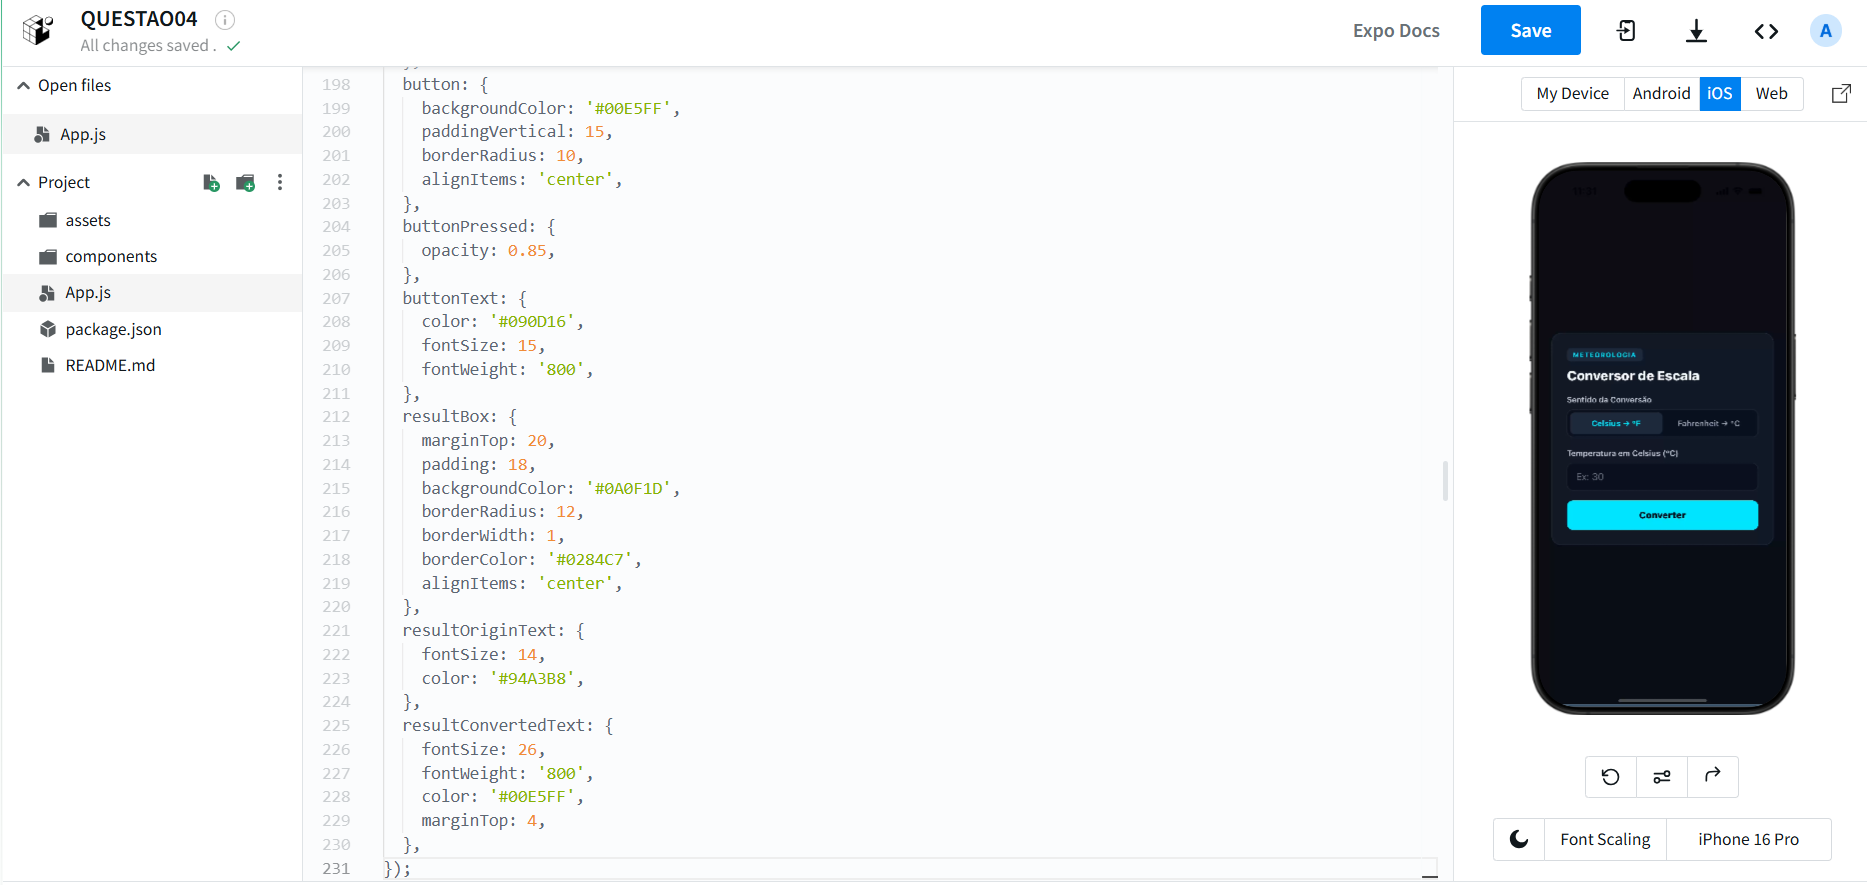 QUESTAO04
All changes saved .
Expo Docs
Save
A
Open files
App.js
Project
assets
components
App.js
package.json
README.md
198 button: {
199 backgroundColor: '#00E5FF',
200 paddingVertical: 15,
201 borderRadius: 10,
202 alignItems: 'center',
203 },
204 buttonPressed: {
205 opacity: 0.85,
206 },
207 buttonText: {
208 color: '#090D16',
209 fontSize: 15,
210 fontWeight: '800',
211 },
212 resultBox: {
213 marginTop: 20,
214 padding: 18,
215 backgroundColor: '#0A0F1D',
216 borderRadius: 12,
217 borderWidth: 1,
218 borderColor: '#0284C7',
219 alignItems: 'center',
220 },
221 resultOriginText: {
222 fontSize: 14,
223 color: '#94A3B8',
224 },
225 resultConvertedText: {
226 fontSize: 26,
227 fontWeight: '800',
228 color: '#00E5FF',
229 marginTop: 4,
230 },
231 });
My Device Android iOS Web
METEOROLOGIA
Conversor de Escala
Sentido da Conversão
Celsius → °F Fahrenheit → °C
Temperatura em Celsius (°C)
Ex: 30
Converter
Font Scaling iPhone 16 Pro